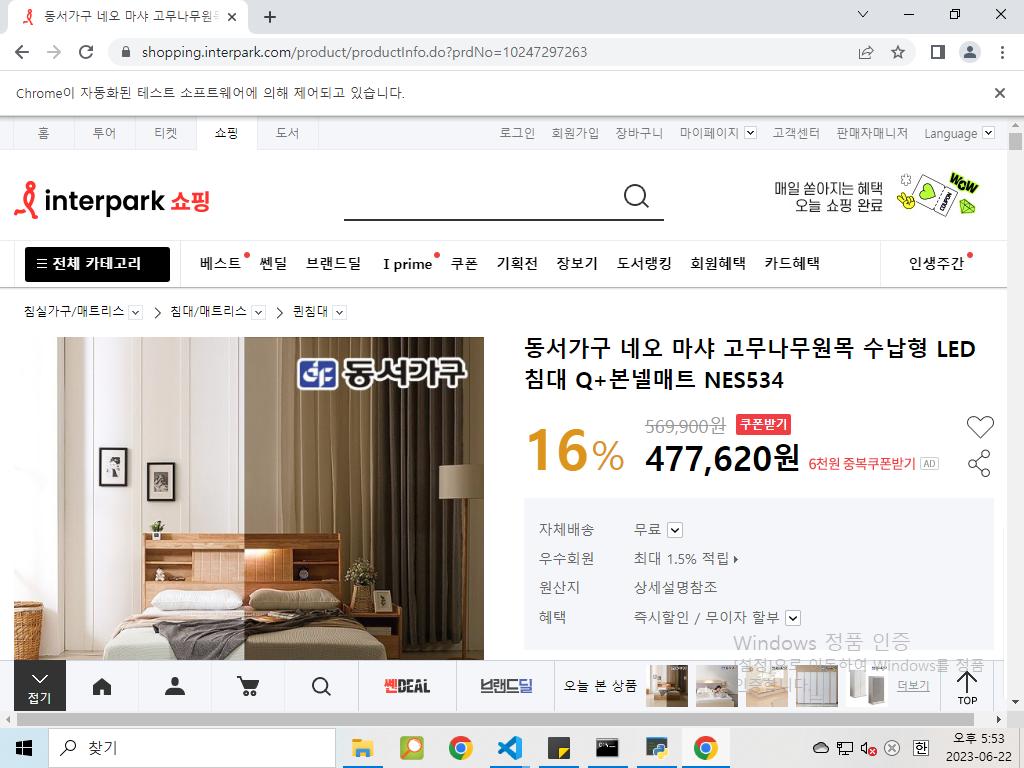 동서가구 네오 마샤 고무나무원목
shopping.interpark.com/product/productInfo.do?prdNo=10247297263
Chrome이 자동화된 테스트 소프트웨어에 의해 제어되고 있습니다.
홈 투어 티켓 쇼핑 도서 로그인 회원가입 장바구니 마이페이지 고객센터 판매자매니저 Language
interpark 쇼핑
매일 쏟아지는 혜택
오늘 쇼핑 완료
WOW
COUPON
전체 카테고리 베스트 쎈딜 브랜드딜 I prime 쿠폰 기획전 장보기 도서랭킹 회원혜택 카드혜택 인생주간
침실가구/매트리스 침대/매트리스 퀸침대
동서가구
동서가구 네오 마샤 고무나무원목 수납형 LED
침대 Q+본넬매트 NES534
16%
569,900원 쿠폰받기
477,620원 6천원 중복쿠폰받기 AD
자체배송 무료
우수회원 최대 1.5% 적립
원산지 상세설명참조
혜택 즉시할인 / 무이자 할부
Windows 정품 인증
[설정]으로 이동하여 Windows를 정품
인증합니다.
접기 쎈DEAL 브랜드딜 오늘 본 상품 더보기 TOP
찾기
한
오후 5:53
2023-06-22